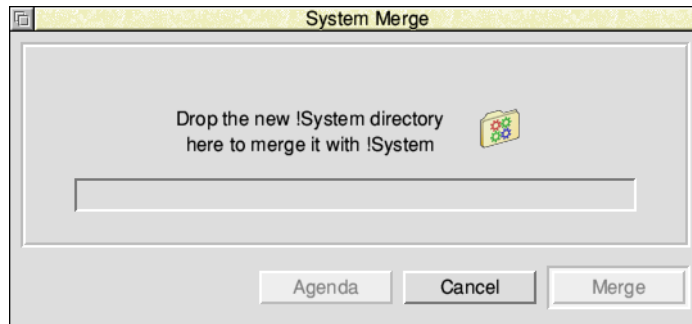 System Merge
Drop the new !System directory
here to merge it with !System
Agenda
Cancel
Merge